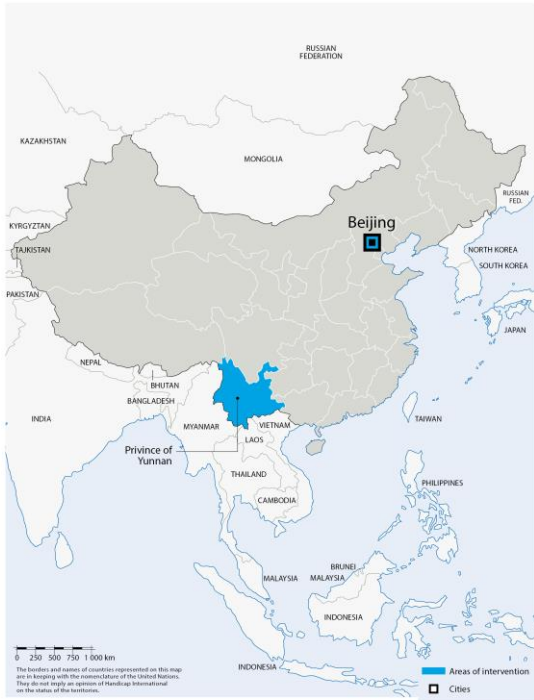 RUSSIAN
FEDERATION
KAZAKHSTAN
MONGOLIA
RUSSIAN
FED.
KYRGYZTAN
Beijing
TAJKISTAN
NORTH KOREA
SOUTH KOREA
PAKISTAN
JAPAN
NEPAL
BHUTAN
BANGLADESH
INDIA
MYANMAR
VIETNAM
TAIWAN
LAOS
Privince of
Yunnan
THAILAND
PHILIPPINES
CAMBODIA
BRUNEI
MALAYSIA
MALAYSIA
INDONESIA
INDONESIA
0 250 500 750 1 000 km
The borders and names of countries represented on this map
are in keeping with the nomenclature of the United Nations.
They do not imply an opinion of Handicap International
on the status of the territories.
Areas of intervention
Cities